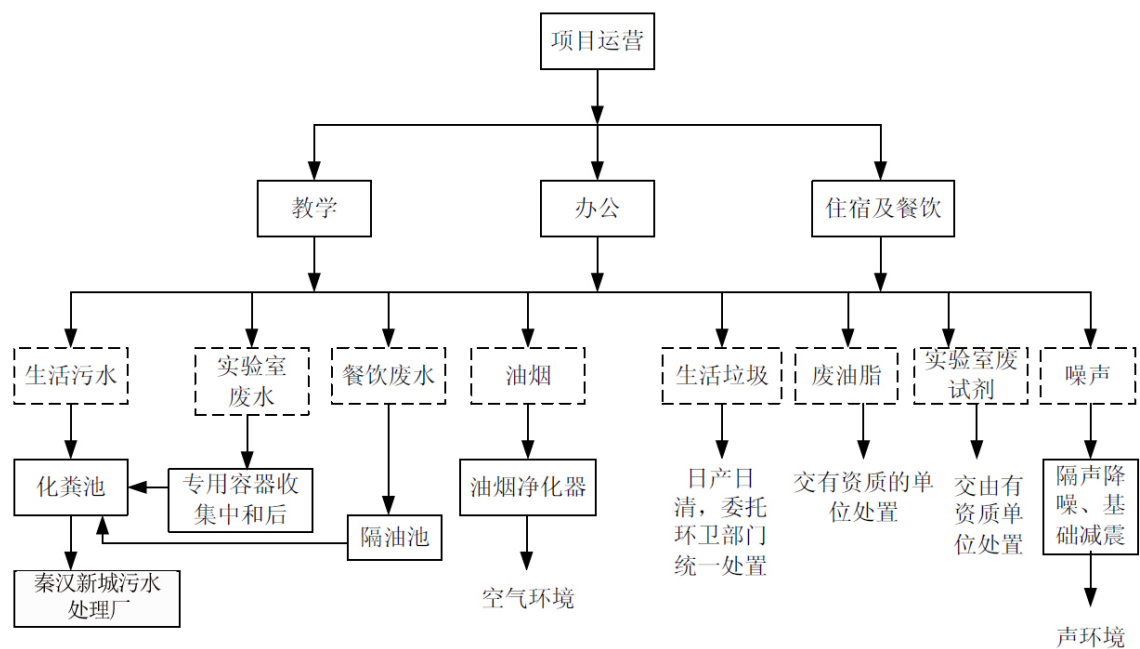 项目运营
教学
办公
住宿及餐饮
生活污水
实验室
废水
餐饮废水
油烟
生活垃圾
废油脂
实验室废
试剂
噪声
化粪池
专用容器收
集中和后
隔油池
油烟净化器
日产日
清，委托
环卫部门
统一处置
交有资质的单
位处置
交由有
资质单
位处置
隔声降
噪、基
础减震
秦汉新城污水
处理厂
空气环境
声环境